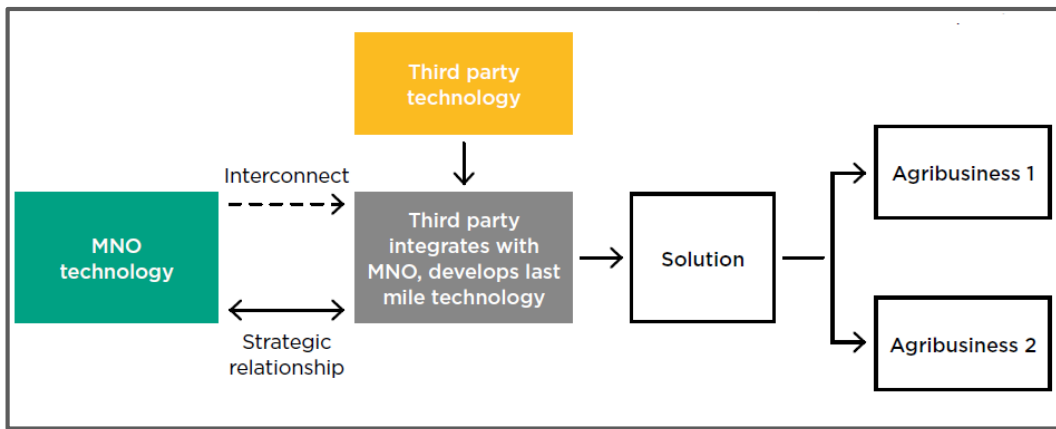 Third party
technology
Interconnect
MNO
technology
Third party
integrates with
MNO, develops last
mile technology
Strategic
relationship
Solution
Agribusiness 1
Agribusiness 2